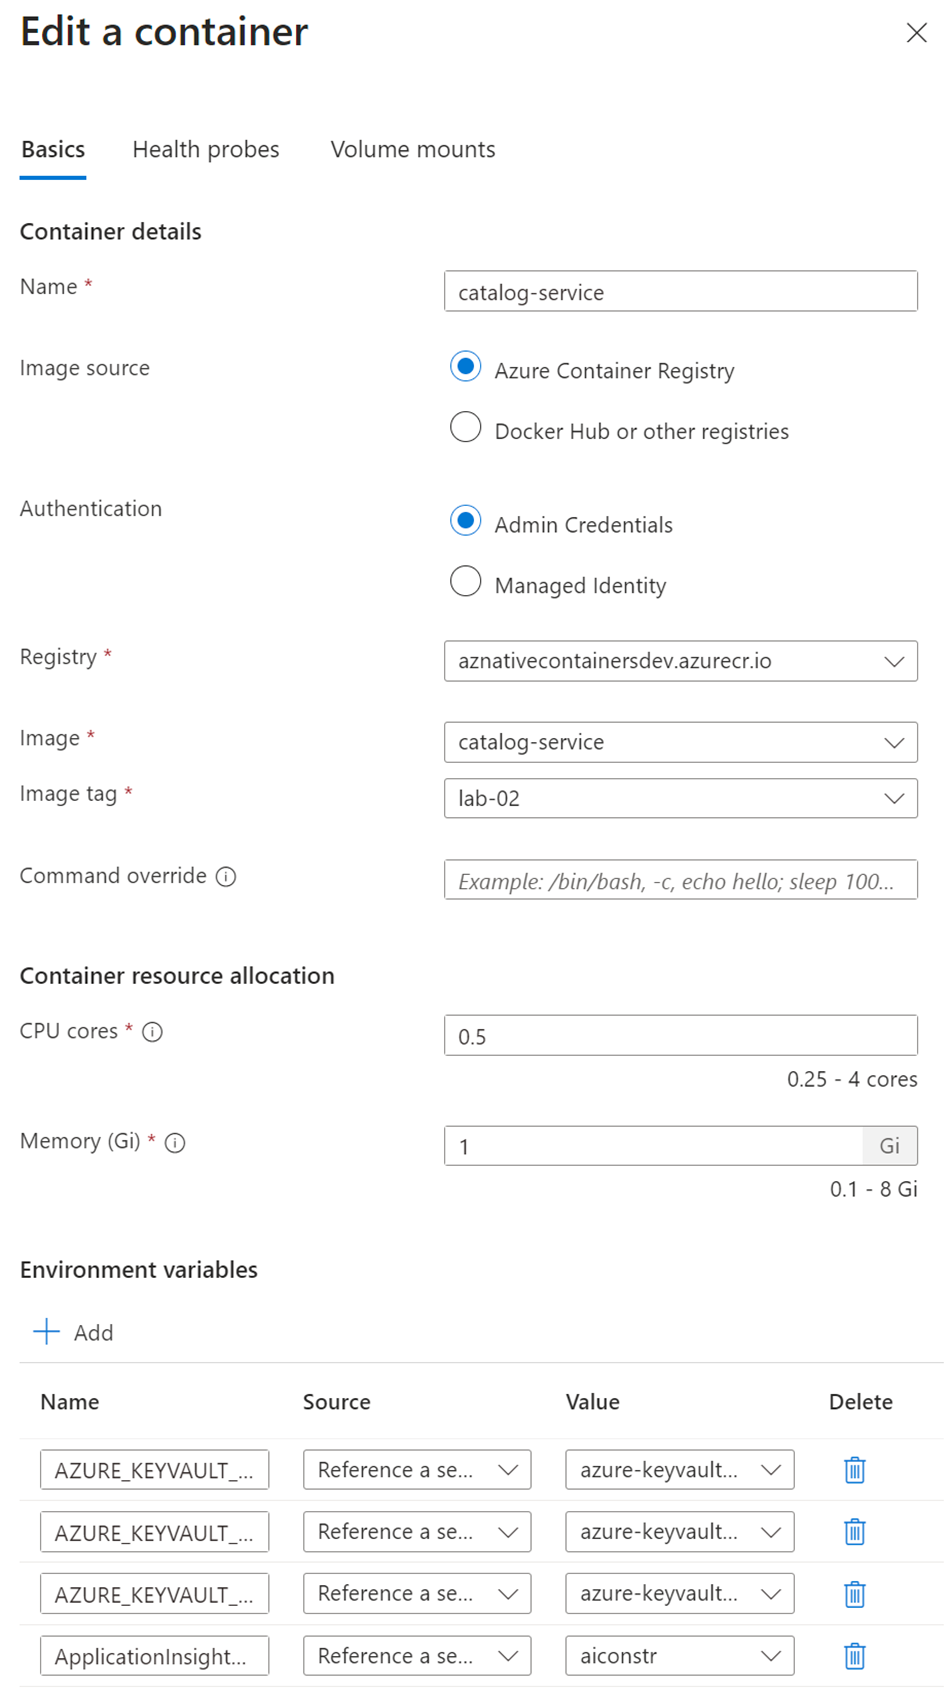 Edit a container
Basics Health probes Volume mounts
Container details
Name * catalog-service
Image source Azure Container Registry
Docker Hub or other registries
Authentication Admin Credentials
Managed Identity
Registry * aznativecontainersdev.azurecr.io
Image * catalog-service
Image tag * lab-02
Command override Example: /bin/bash, -c, echo hello; sleep 100...
Container resource allocation
CPU cores * 0.5
0.25 - 4 cores
Memory (Gi) * 1 Gi
0.1 - 8 Gi
Environment variables
Add
Name Source Value Delete
AZURE_KEYVAULT_... Reference a se... azure-keyvault...
AZURE_KEYVAULT_... Reference a se... azure-keyvault...
AZURE_KEYVAULT_... Reference a se... azure-keyvault...
ApplicationInsight... Reference a se... aiconstr